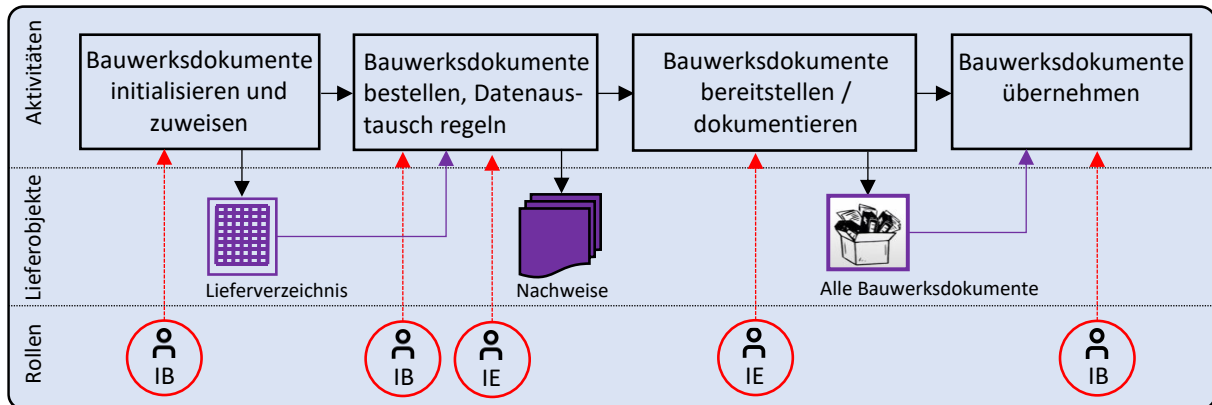 Aktivitäten
Bauwerksdokumente
initialisieren und
zuweisen
Bauwerksdokumente
bestellen, Datenaus-
tausch regeln
Bauwerksdokumente
bereitstellen /
dokumentieren
Bauwerksdokumente
übernehmen
Lieferobjekte
Lieferverzeichnis
Nachweise
Alle Bauwerksdokumente
Rollen
IB
IB
IE
IE
IB